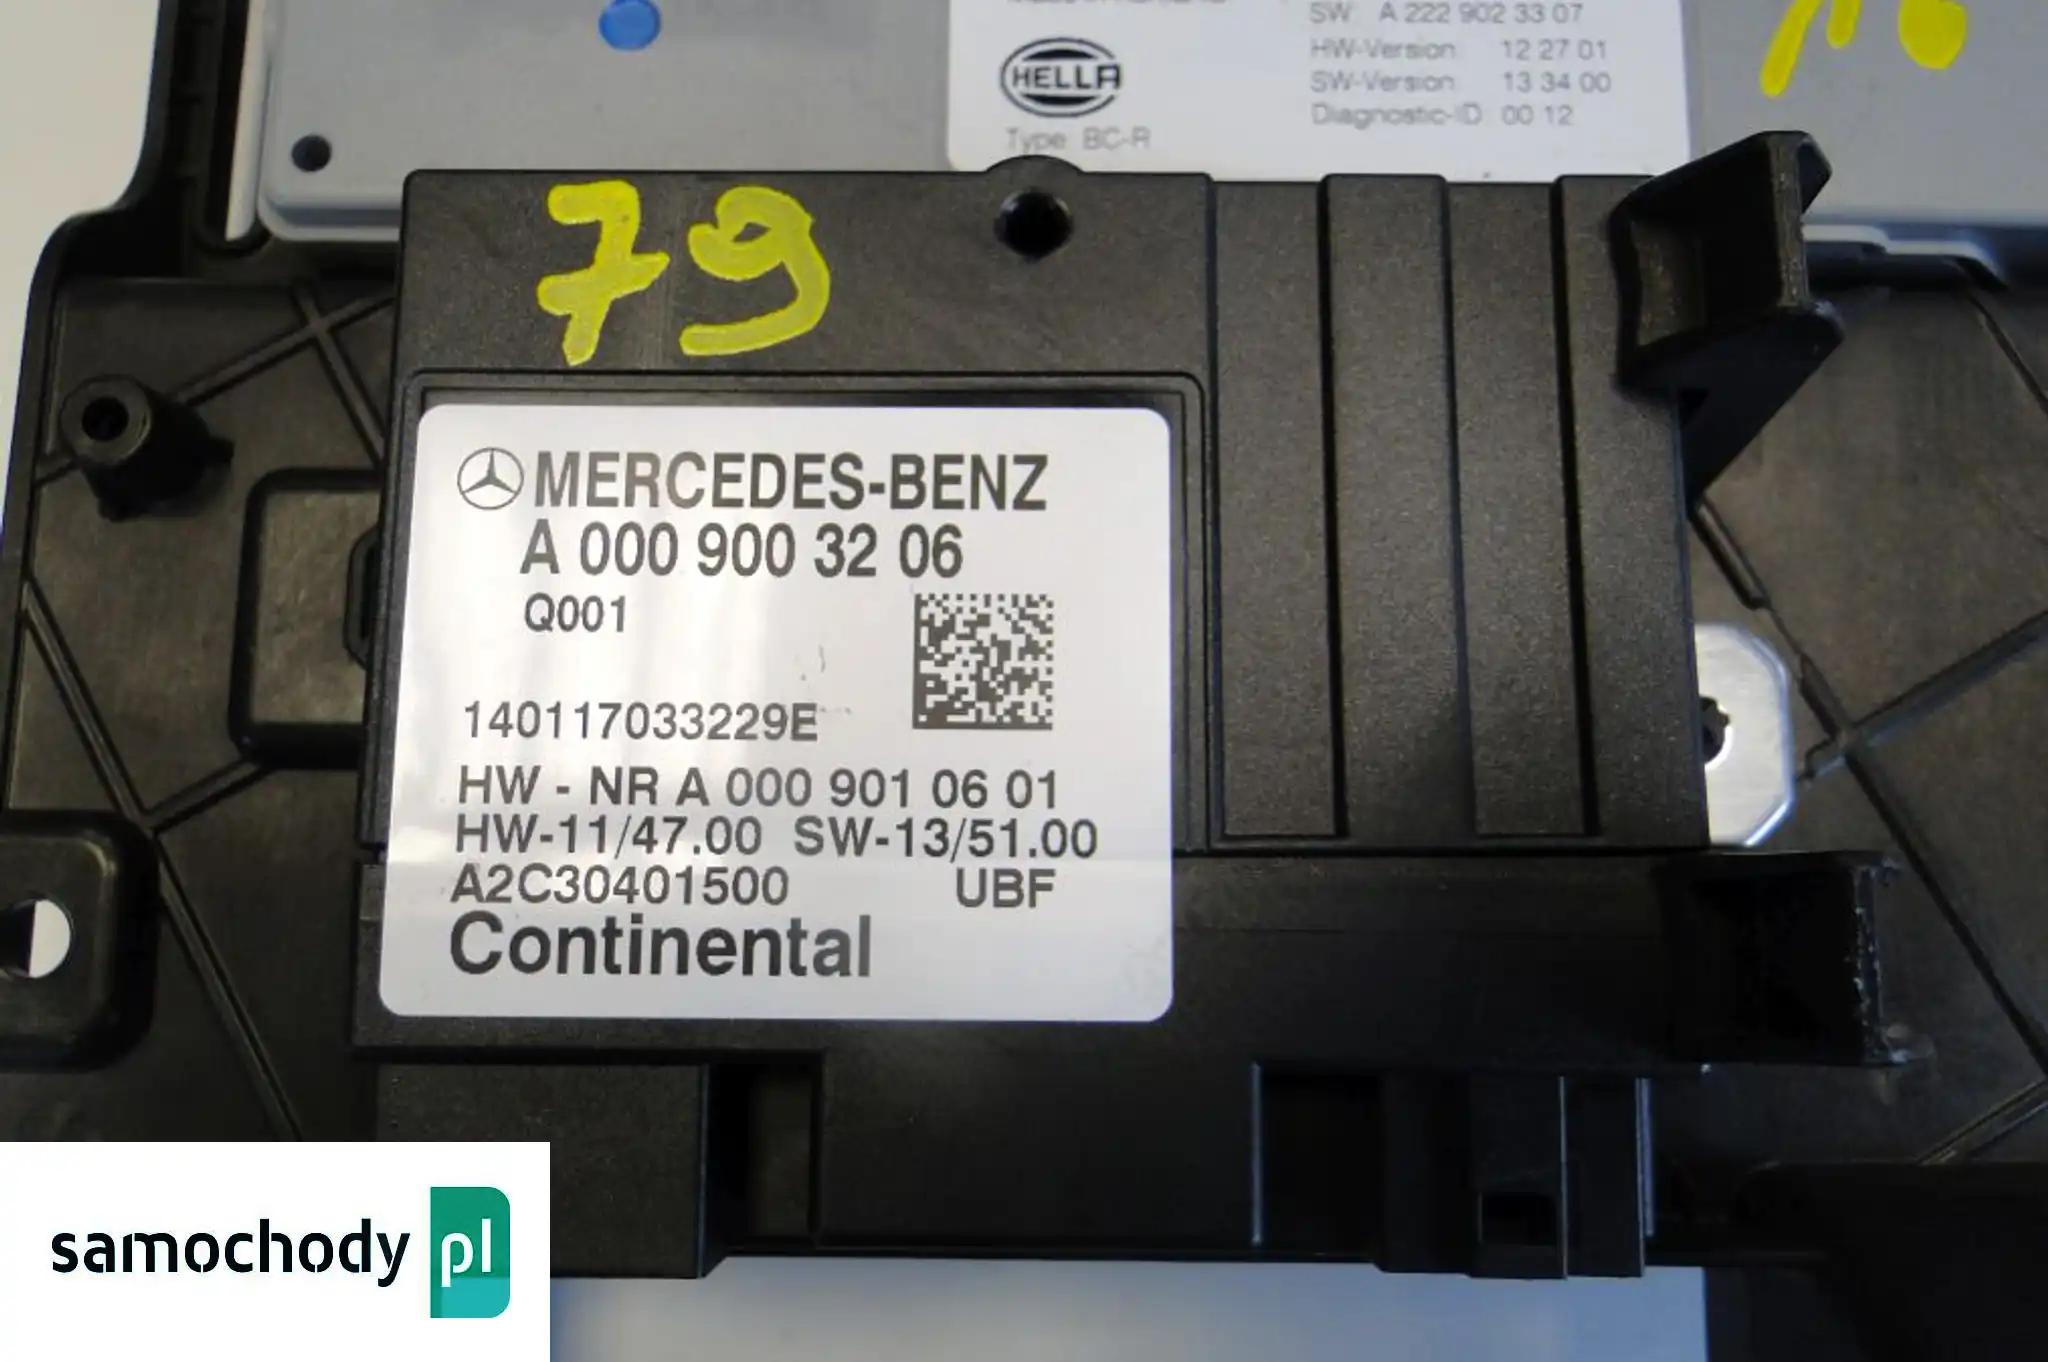 SW: A 222 902 33 07
HW-Version: 12 27 01
SW-Version: 13 34 00
Diagnostic-ID: 00 12
HELLA
Type BC-R
79
MERCEDES-BENZ
A 000 900 32 06
Q001
140117033229E
HW - NR A 000 901 06 01
HW-11/47.00 SW-13/51.00
A2C30401500 UBF
Continental
samochody pl